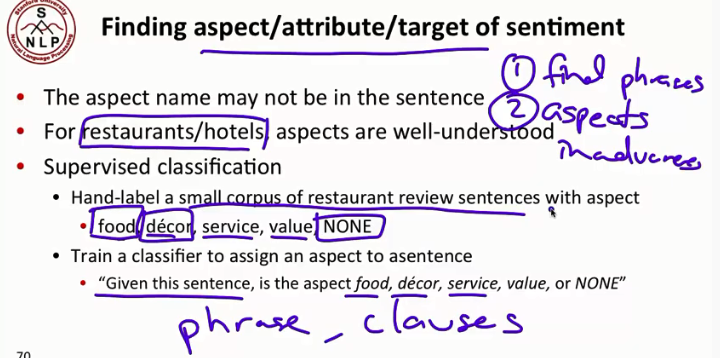 Stanford University
S
NLP
Natural Language Processing
Finding aspect/attribute/target of sentiment
① find phrases
② aspects
in advance
• The aspect name may not be in the sentence
• For restaurants/hotels, aspects are well-understood
• Supervised classification
• Hand-label a small corpus of restaurant review sentences with aspect
• food, décor, service, value, NONE
• Train a classifier to assign an aspect to asentence
• “Given this sentence, is the aspect food, décor, service, value, or NONE”
phrase, clauses
70